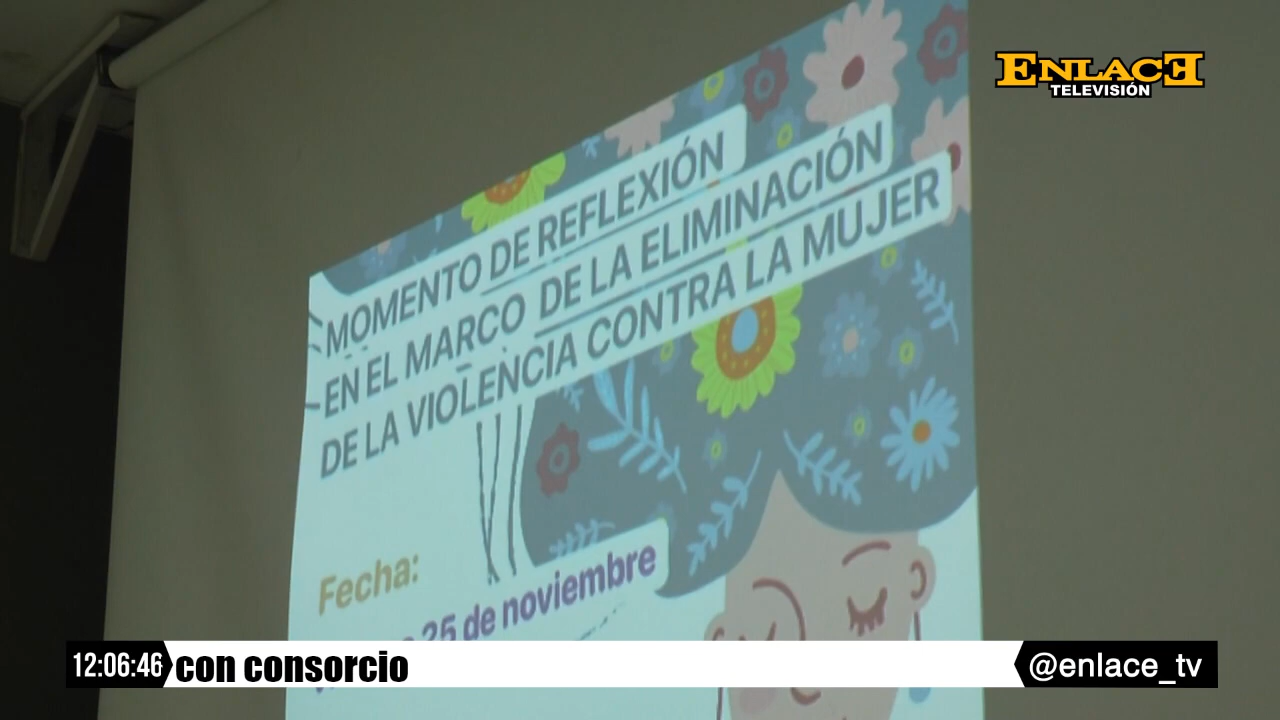 ENLACE
TELEVISIÓN
MOMENTO DE REFLEXIÓN
EN EL MARCO DE LA ELIMINACIÓN
DE LA VIOLENCIA CONTRA LA MUJER
Fecha:
25 de noviembre
12:06:46 con consorcio @enlace_tv